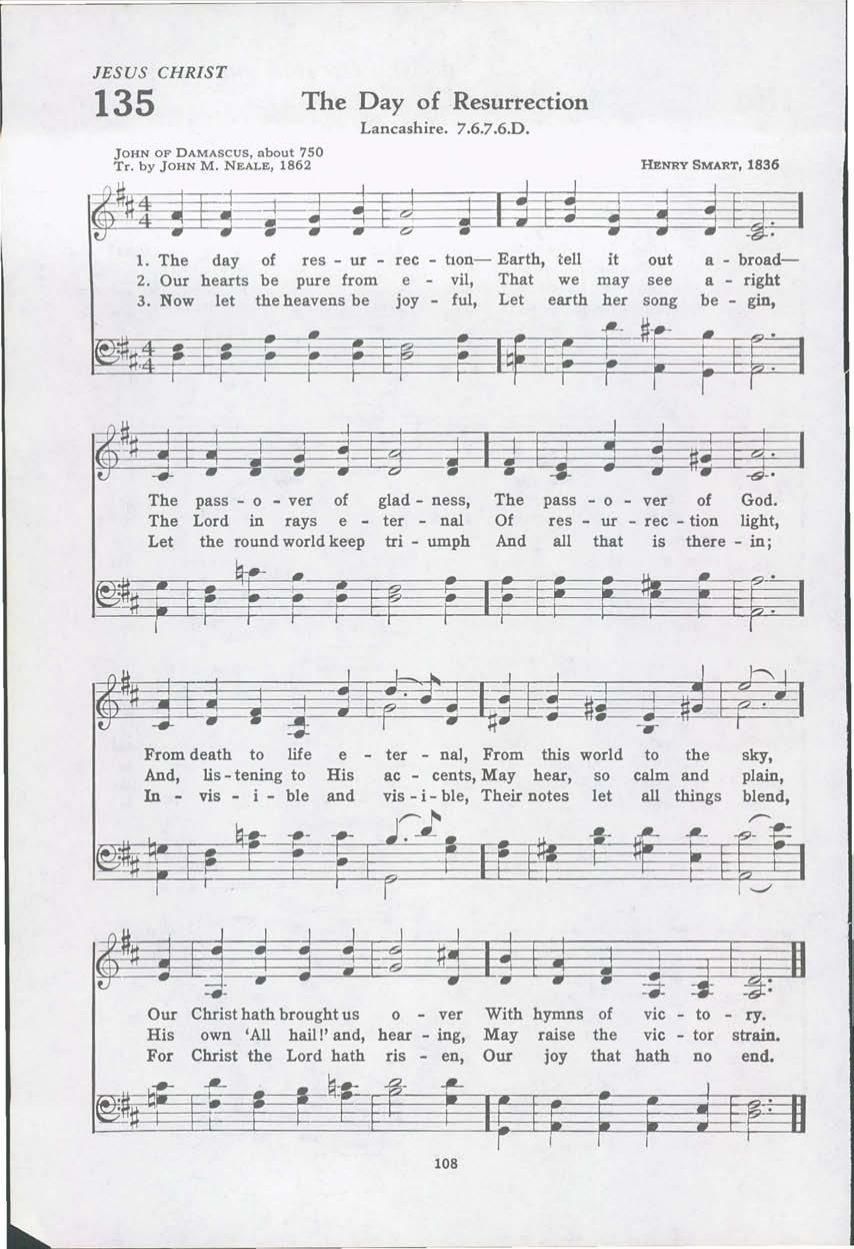 JESUS CHRIST
135
The Day of Resurrection
Lancashire. 7.6.7.6.D.
JOHN OF DAMASCUS, about 750
Tr. by JOHN M. NEALE, 1862
HENRY SMART, 1836
1. The day of res - ur - rec - tion— Earth, tell it out a - broad—
2. Our hearts be pure from e - vil, That we may see a - right
3. Now let the heavens be joy - ful, Let earth her song be - gin,
The pass - o - ver of glad - ness, The pass - o - ver of God.
The Lord in rays e - ter - nal Of res - ur - rec - tion light,
Let the round world keep tri - umph And all that is there - in;
From death to life e - ter - nal, From this world to the sky,
And, lis - tening to His ac - cents, May hear, so calm and plain,
In - vis - i - ble and vis - i - ble, Their notes let all things blend,
Our Christ hath brought us o - ver With hymns of vic - to - ry.
His own ‘All hail!’ and, hear - ing, May raise the vic - tor strain.
For Christ the Lord hath ris - en, Our joy that hath no end.
108